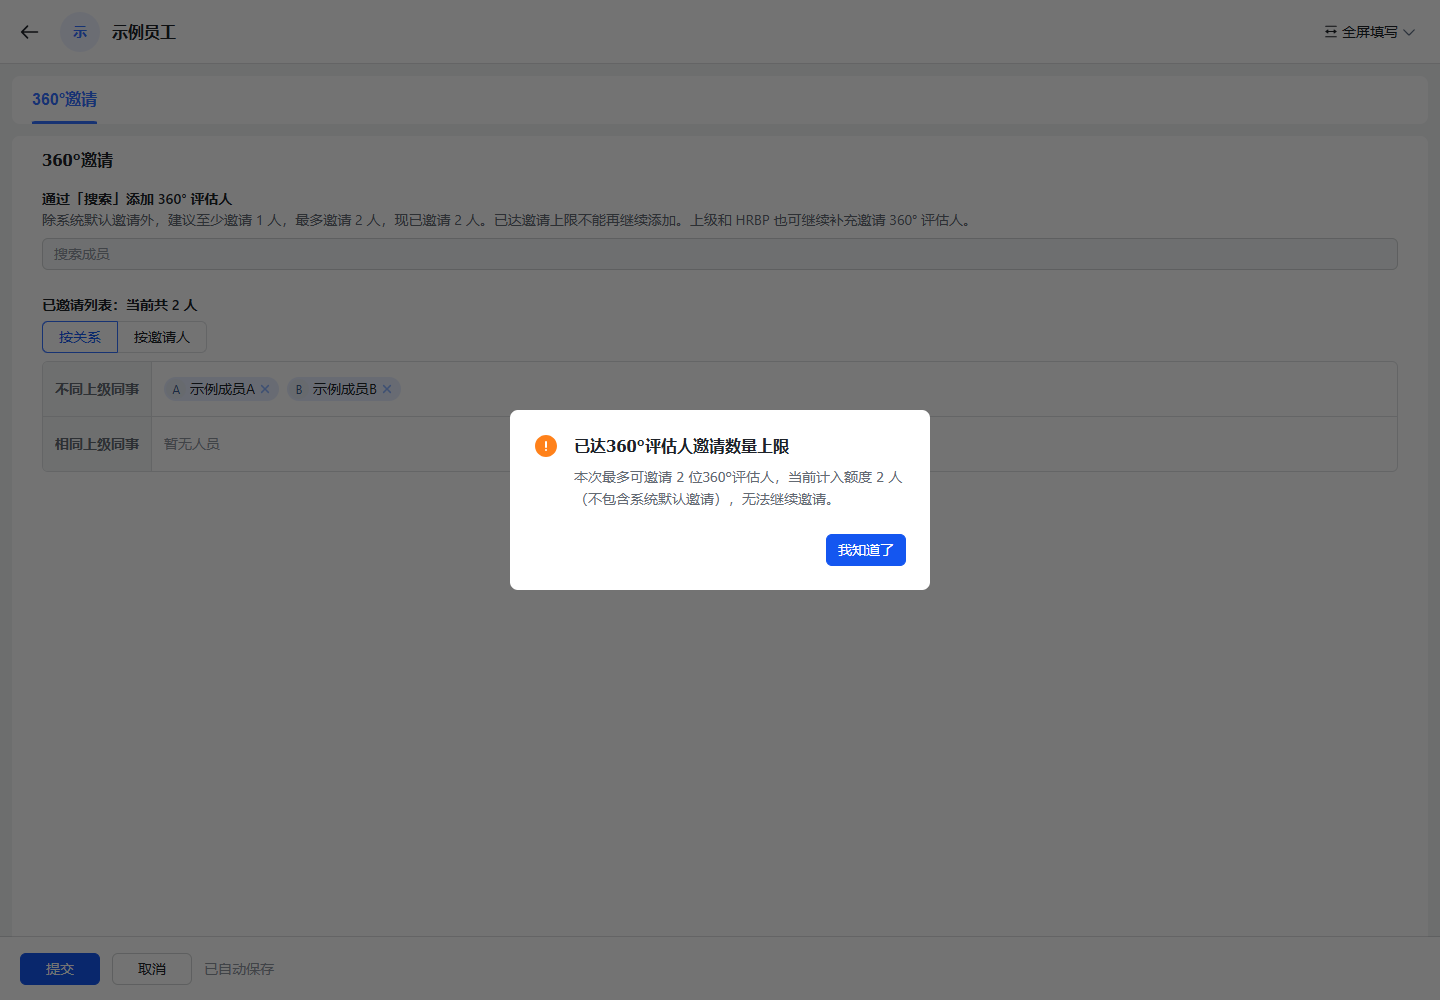 示 示例员工
全屏填写
360°邀请
360°邀请
通过「搜索」添加 360° 评估人
除系统默认邀请外，建议至少邀请 1 人，最多邀请 2 人，现已邀请 2 人。已达邀请上限不能再继续添加。上级和 HRBP 也可继续补充邀请 360° 评估人。
搜索成员
已邀请列表：当前共 2 人
按关系 按邀请人
不同上级同事 A 示例成员A B 示例成员B
相同上级同事 暂无人员
已达360°评估人邀请数量上限
本次最多可邀请 2 位360°评估人，当前计入额度 2 人
（不包含系统默认邀请），无法继续邀请。
我知道了
提交 取消 已自动保存